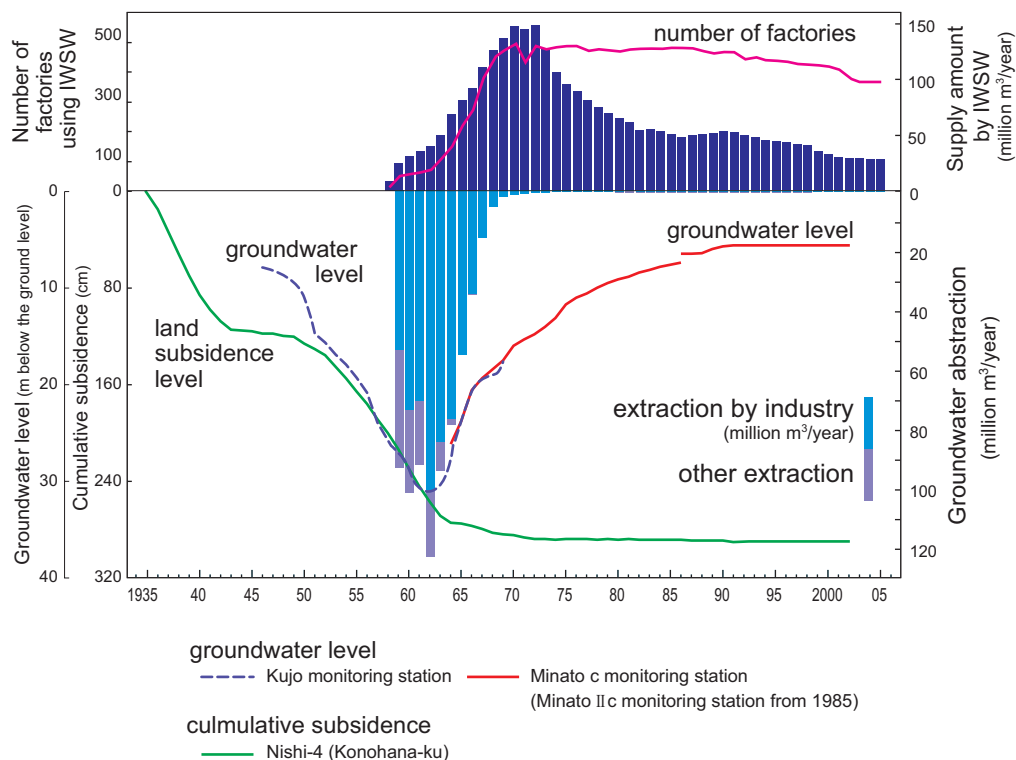 Number of
factories
using IWSW
500
400
300
100
0
number of factories
150
100
50
0
Supply amount
by IWSW
(million m³/year)
Groundwater level (m below the ground level)
0
10
20
30
40
Cumulative subsidence (cm)
0
80
160
240
320
groundwater
level
land
subsidence
level
groundwater level
extraction by industry
(million m³/year)
other extraction
0
20
40
60
80
100
120
Groundwater abstraction
(million m³/year)
1935 40 45 50 55 60 65 70 75 80 85 90 95 2000 05
groundwater level
Kujo monitoring station
Minato c monitoring station
(Minato IIc monitoring station from 1985)
culmulative subsidence
Nishi-4 (Konohana-ku)